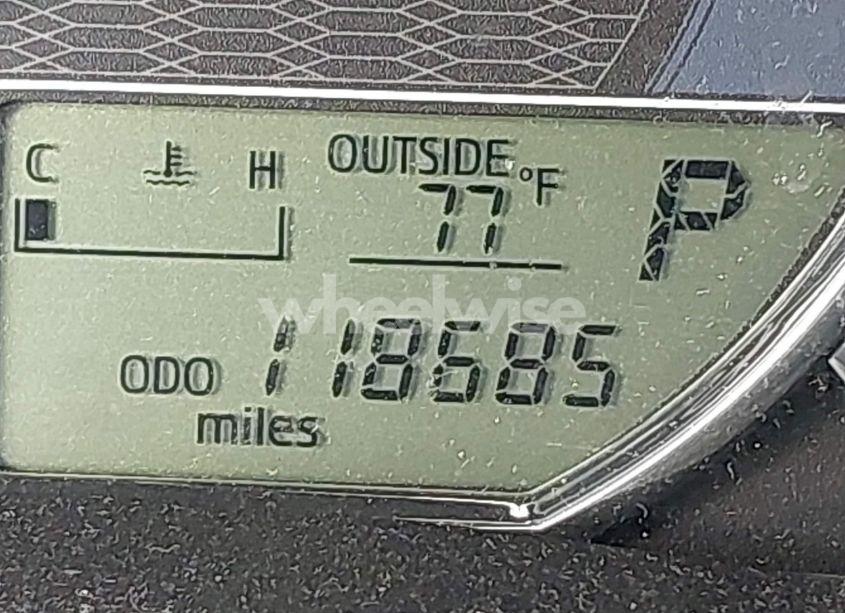 OUTSIDE
C H 77 °F P
wheelwise
ODO 118685
miles